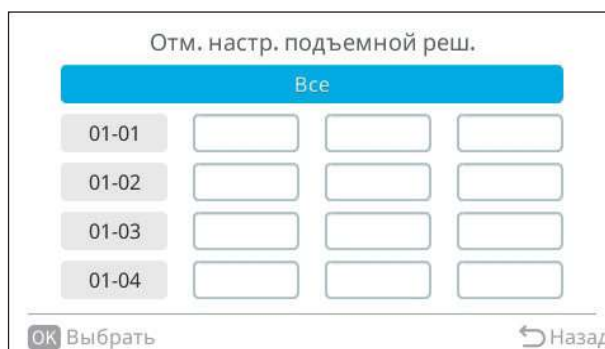 Отм. настр. подъемной реш.
Все
01-01
01-02
01-03
01-04
OK Выбрать Назад